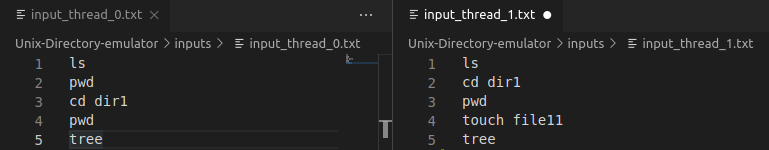 input_thread_0.txt
Unix-Directory-emulator > inputs > input_thread_0.txt
1 ls
2 pwd
3 cd dir1
4 pwd
5 tree
input_thread_1.txt
Unix-Directory-emulator > inputs > input_thread_1.txt
1 ls
2 cd dir1
3 pwd
4 touch file11
5 tree